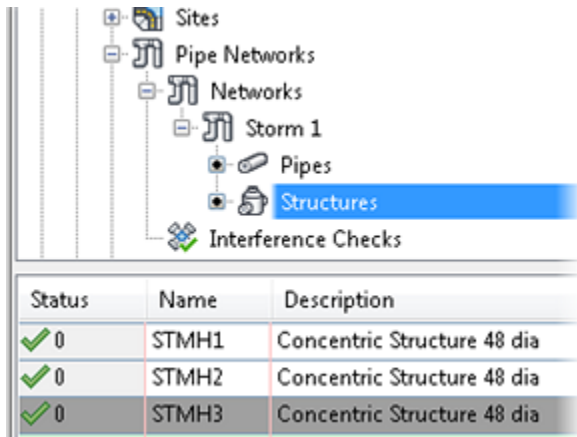 Sites
Pipe Networks
Networks
Storm 1
Pipes
Structures
Interference Checks
Status Name Description
0 STMH1 Concentric Structure 48 dia
0 STMH2 Concentric Structure 48 dia
0 STMH3 Concentric Structure 48 dia